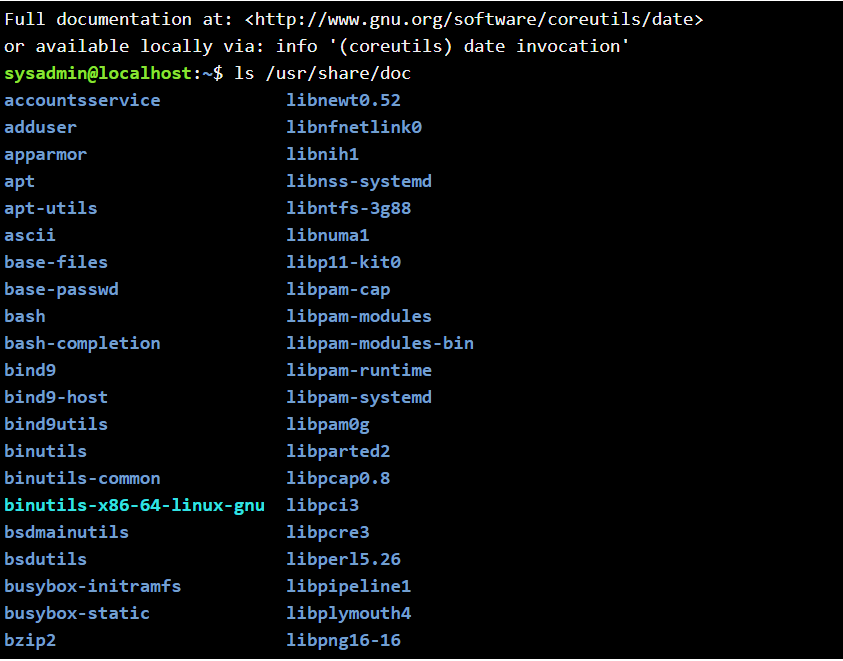 Full documentation at: <http://www.gnu.org/software/coreutils/date>
or available locally via: info '(coreutils) date invocation'
sysadmin@localhost:~$ ls /usr/share/doc
accountsservice libnewt0.52
adduser libnfnetlink0
apparmor libnih1
apt libnss-systemd
apt-utils libntfs-3g88
ascii libnuma1
base-files libp11-kit0
base-passwd libpam-cap
bash libpam-modules
bash-completion libpam-modules-bin
bind9 libpam-runtime
bind9-host libpam-systemd
bind9utils libpam0g
binutils libparted2
binutils-common libpcap0.8
binutils-x86-64-linux-gnu libpci3
bsdmainutils libpcre3
bsdutils libperl5.26
busybox-initramfs libpipeline1
busybox-static libplymouth4
bzip2 libpng16-16